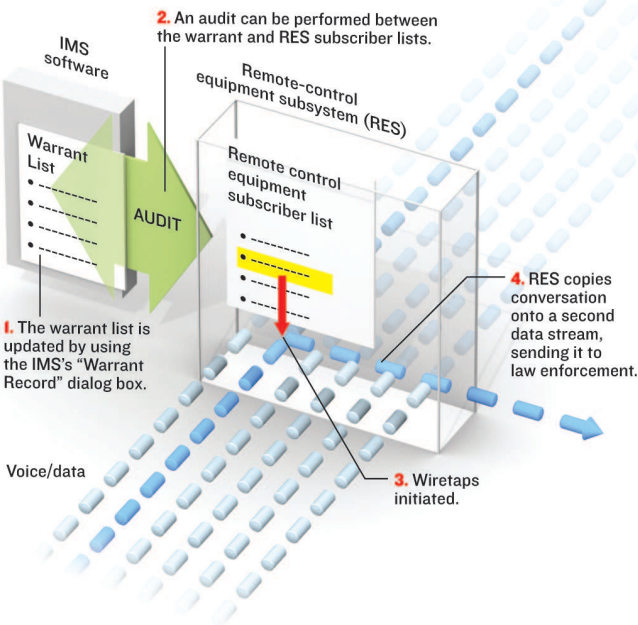 2. An audit can be performed between
the warrant and RES subscriber lists.
IMS
software
Remote-control
equipment subsystem (RES)
Warrant
List
AUDIT
Remote control
equipment
subscriber list
1. The warrant list is
updated by using
the IMS's “Warrant
Record” dialog box.
4. RES copies
conversation
onto a second
data stream,
sending it to
law enforcement.
Voice/data
3. Wiretaps
initiated.